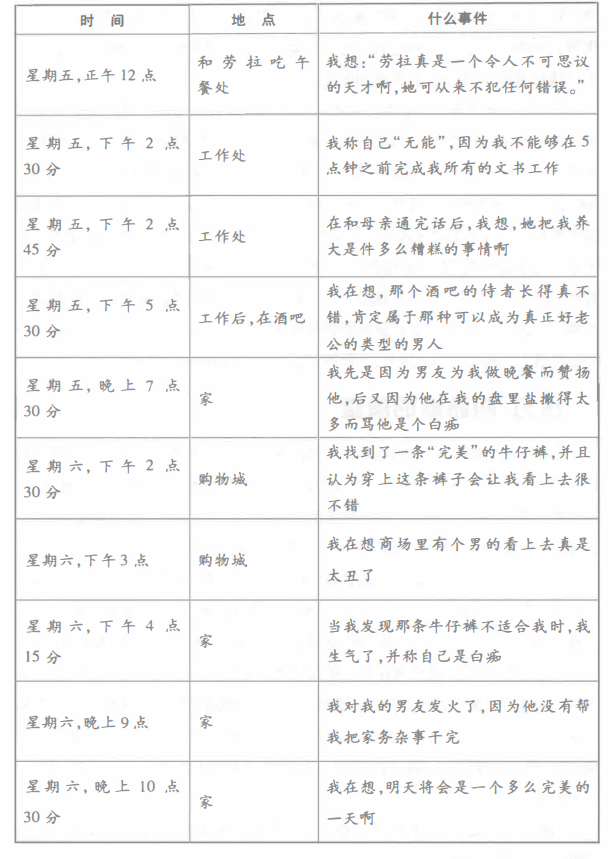 时 间 地 点 什么事件
星期五,正午12点 和劳拉吃午餐处 我想:“劳拉真是一个令人不可思议
的天才啊,她可从来不犯任何错误。”
星期五,下午2点
30分
工作处
我称自己“无能”,因为我不能够在5
点钟之前完成我所有的文书工作
星期五,下午2点
45分
工作处
在和母亲通完话后,我想,她把我养
大是件多么糟糕的事情啊
星期五,下午5点
30分
工作后,在酒吧
我在想,那个酒吧的侍者长得真不
错,肯定属于那种可以成为真正好老
公的类型的男人
星期五,晚上7点
30分
家
我先是因为男友为我做晚餐而赞扬
他,后又因为他在我的盘里盐撒得太
多而骂他是个白痴
星期六,下午2点
30分
购物城
我找到了一条“完美”的牛仔裤,并且
认为穿上这条裤子会让我看上去很
不错
星期六,下午3点
购物城
我在想商场里有个男的看上去真是
太丑了
星期六,下午4点
15分
家
当我发现那条牛仔裤不适合我时,我
生气了,并称自己是白痴
星期六,晚上9点
家
我对我的男友发火了,因为他没有帮
我把家务杂事干完
星期六,晚上10点
30分
家
我在想,明天将会是一个多么完美的
一天啊